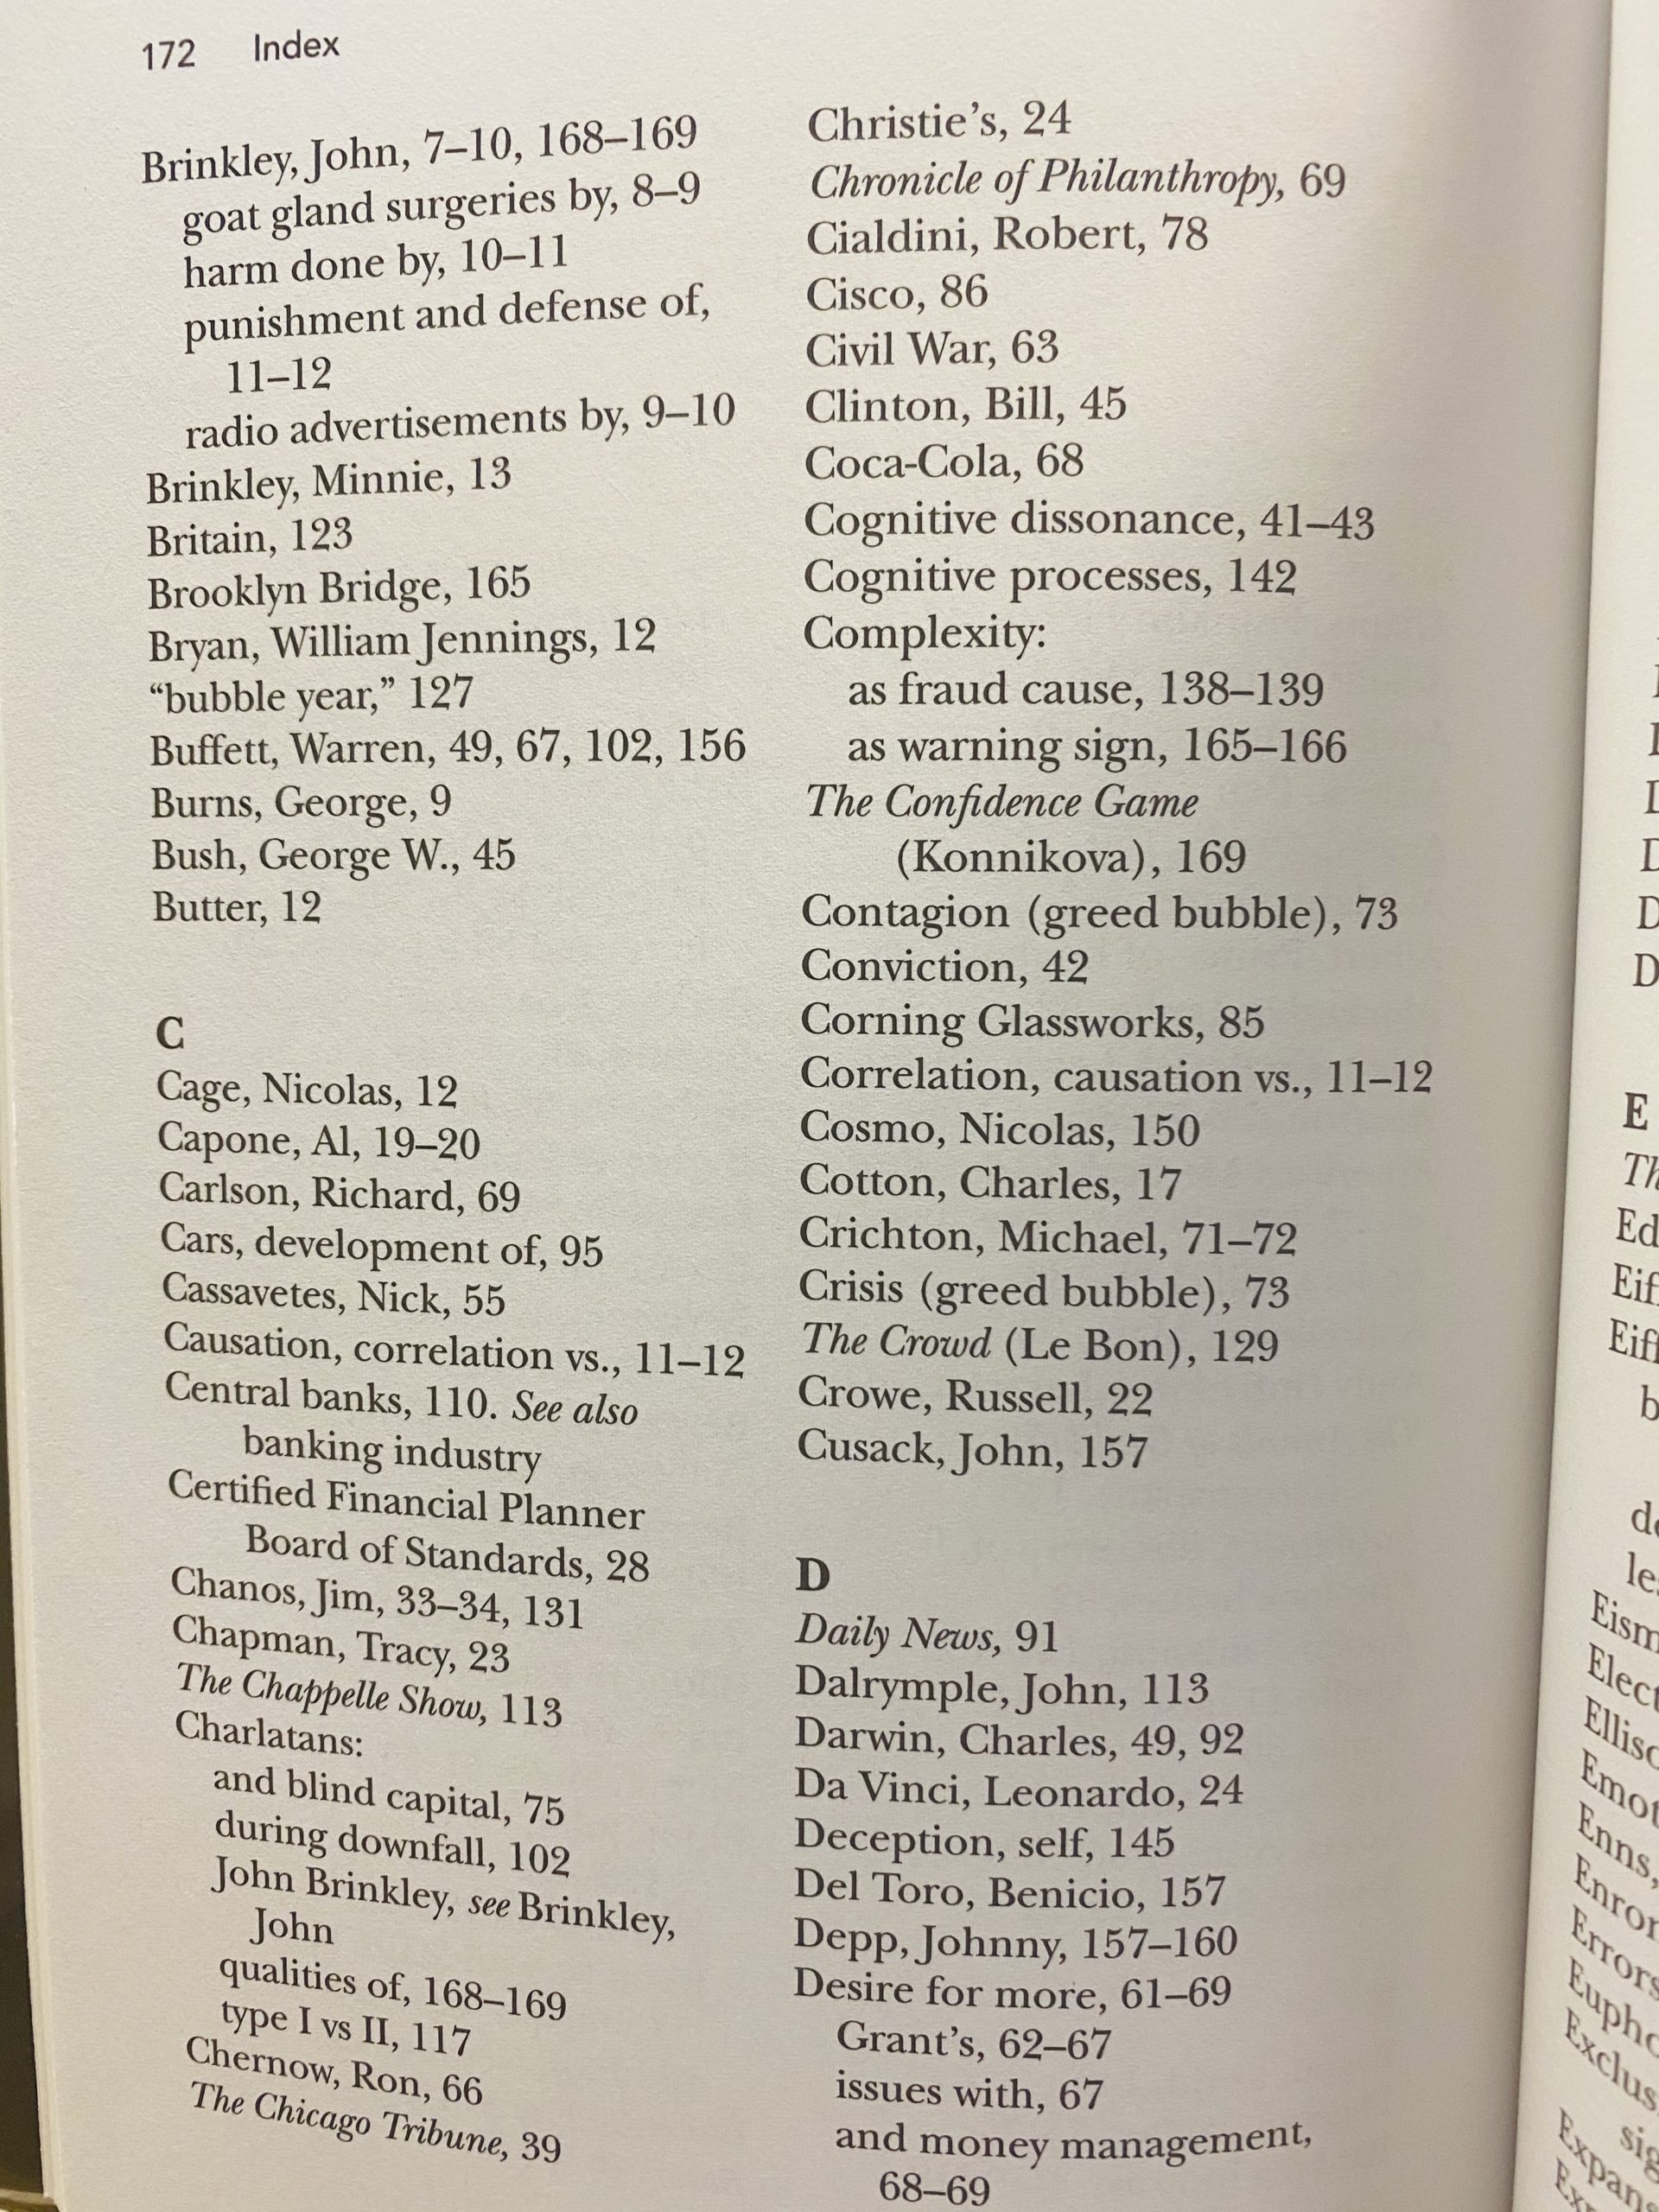 172 Index
Brinkley, John, 7–10, 168–169
goat gland surgeries by, 8–9
harm done by, 10–11
punishment and defense of,
11–12
radio advertisements by, 9–10
Brinkley, Minnie, 13
Britain, 123
Brooklyn Bridge, 165
Bryan, William Jennings, 12
“bubble year,” 127
Buffett, Warren, 49, 67, 102, 156
Burns, George, 9
Bush, George W., 45
Butter, 12
C
Cage, Nicolas, 12
Capone, Al, 19–20
Carlson, Richard, 69
Cars, development of, 95
Cassavetes, Nick, 55
Causation, correlation vs., 11–12
Central banks, 110. See also
banking industry
Certified Financial Planner
Board of Standards, 28
Chanos, Jim, 33–34, 131
Chapman, Tracy, 23
The Chappelle Show, 113
Charlatans:
and blind capital, 75
during downfall, 102
John Brinkley, see Brinkley,
John
qualities of, 168–169
type I vs II, 117
Chernow, Ron, 66
The Chicago Tribune, 39
Christie’s, 24
Chronicle of Philanthropy, 69
Cialdini, Robert, 78
Cisco, 86
Civil War, 63
Clinton, Bill, 45
Coca-Cola, 68
Cognitive dissonance, 41–43
Cognitive processes, 142
Complexity:
as fraud cause, 138–139
as warning sign, 165–166
The Confidence Game
(Konnikova), 169
Contagion (greed bubble), 73
Conviction, 42
Corning Glassworks, 85
Correlation, causation vs., 11–12
Cosmo, Nicolas, 150
Cotton, Charles, 17
Crichton, Michael, 71–72
Crisis (greed bubble), 73
The Crowd (Le Bon), 129
Crowe, Russell, 22
Cusack, John, 157
D
Daily News, 91
Dalrymple, John, 113
Darwin, Charles, 49, 92
Da Vinci, Leonardo, 24
Deception, self, 145
Del Toro, Benicio, 157
Depp, Johnny, 157–160
Desire for more, 61–69
Grant’s, 62–67
issues with, 67
and money management,
68–69
E